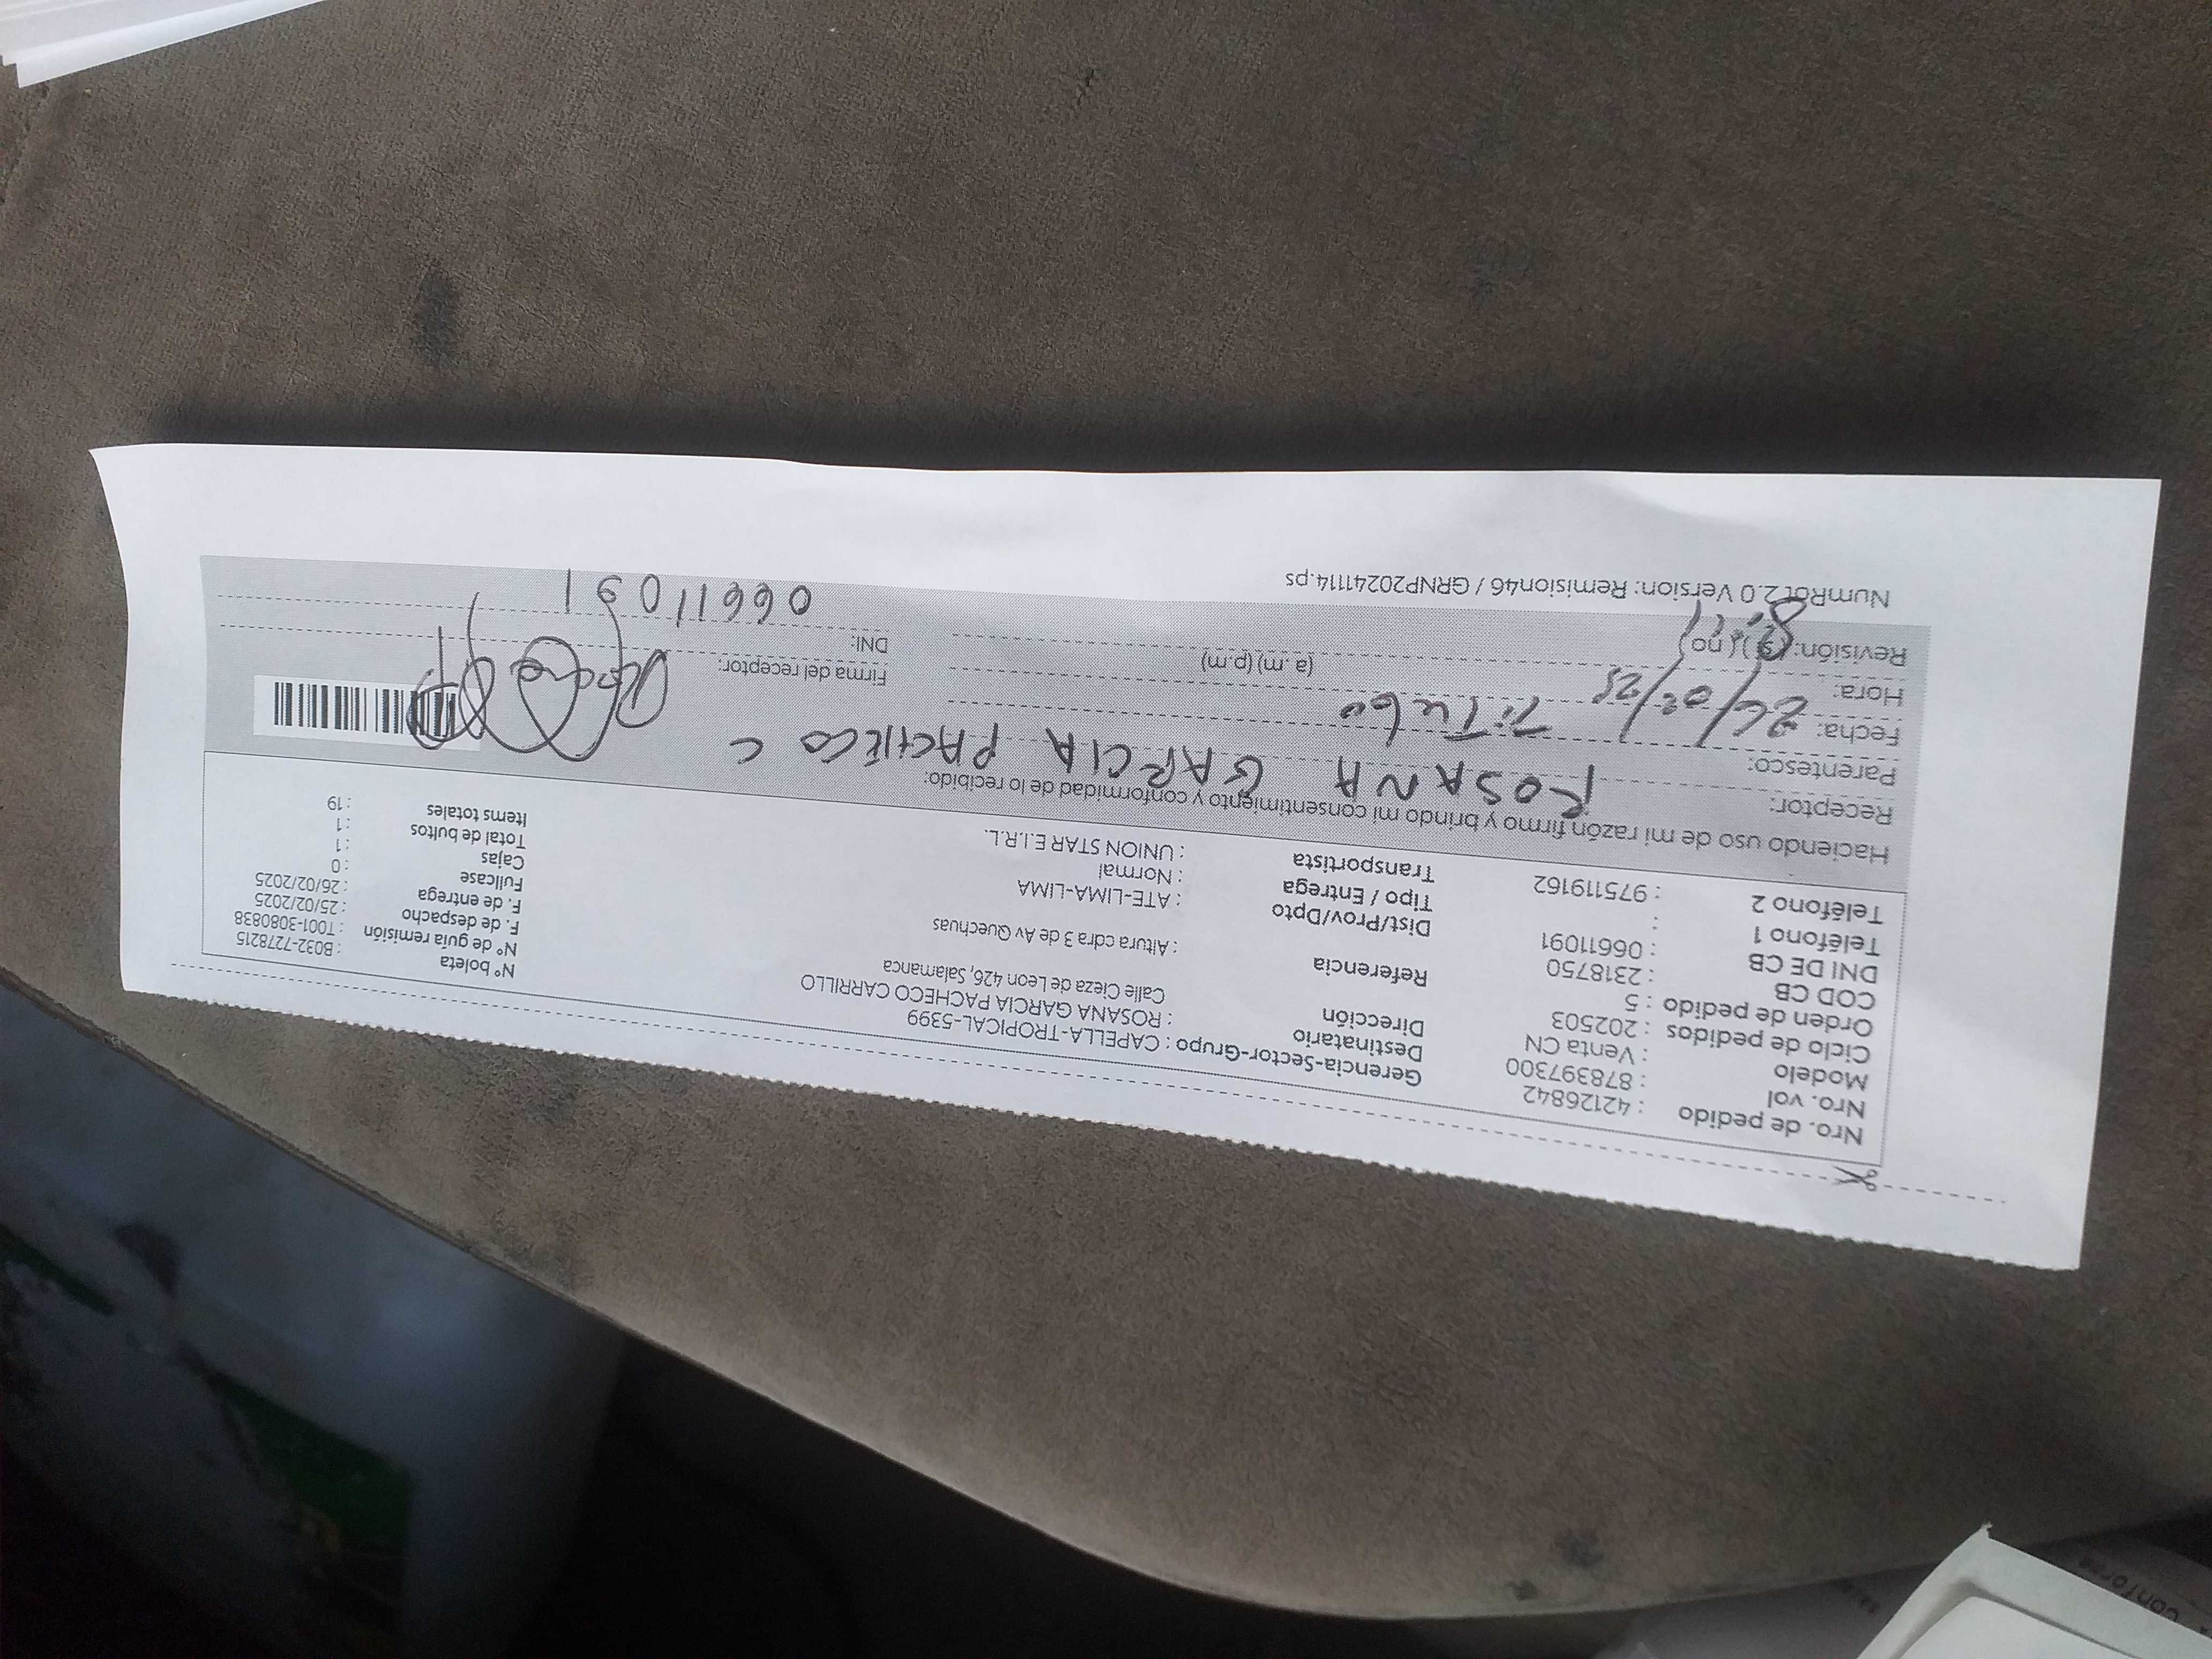 Nro. de pedido : 42126842
Nro. vol : 878397300
Modelo : Venta CN
Ciclo de pedidos : 202503
Orden de pedido : 5
COD CB : 2318750
DNI DE CB : 06611091
Teléfono 1 :
Teléfono 2 : 975119162
Gerencia-Sector-Grupo : CAPELLA-TROPICAL-5399
Destinatario : ROSANA GARCIA PACHECO CARRILLO
Dirección Calle Cieza de Leon 426, Salamanca
Referencia : Altura cdra 3 de Av Quechuas
Dist/Prov/Dpto : ATE-LIMA-LIMA
Tipo / Entrega : Normal
Transportista : UNION STAR E.I.R.L.
N° boleta : B032-7278215
N° de guía remisión : T001-3080838
F. de despacho : 25/02/2025
F. de entrega : 26/02/2025
Fullcase : 0
Cajas : 1
Total de bultos : 1
Items totales : 19
Haciendo uso de mi razón firmo y brindo mi consentimiento y conformidad de lo recibido:
Receptor: ROSANA GARCIA PACHECO C
Parentesco:
Fecha: 26/02/25
Hora: (a .m) (p.m)
Revisión: (si) (no)
Firma del receptor:
DNI: 06611091
NumRot 2.0 Version: Remision46 / GRNP20241114.ps